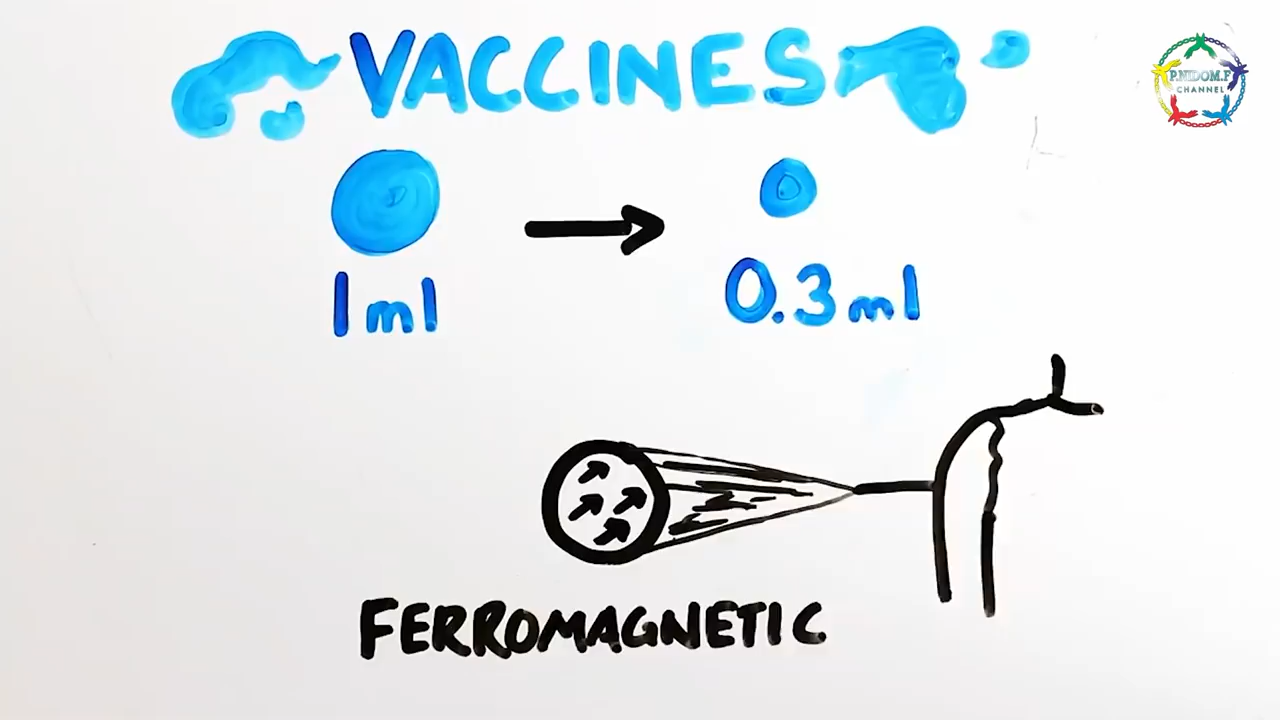 VACCINES
P.NIDOM.F
CHANNEL
1ml
0.3ml
FERROMAGNETIC